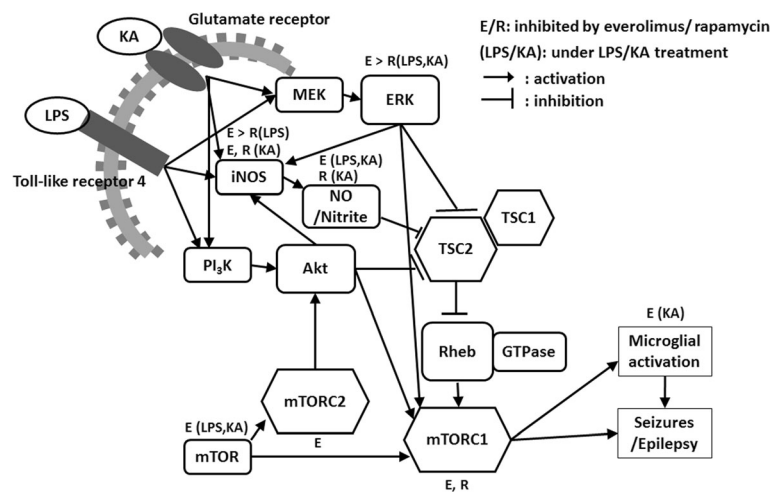 Glutamate receptor
KA
LPS
Toll-like receptor 4
E/R: inhibited by everolimus/ rapamycin
(LPS/KA): under LPS/KA treatment
: activation
: inhibition
E > R(LPS,KA)
MEK
ERK
E > R(LPS)
E, R (KA)
iNOS
E (LPS,KA)
R (KA)
NO
/Nitrite
TSC1
TSC2
PI3K
Akt
Rheb
GTPase
E (KA)
Microglial
activation
mTORC2
E
E (LPS,KA)
mTOR
mTORC1
E, R
Seizures
/Epilepsy